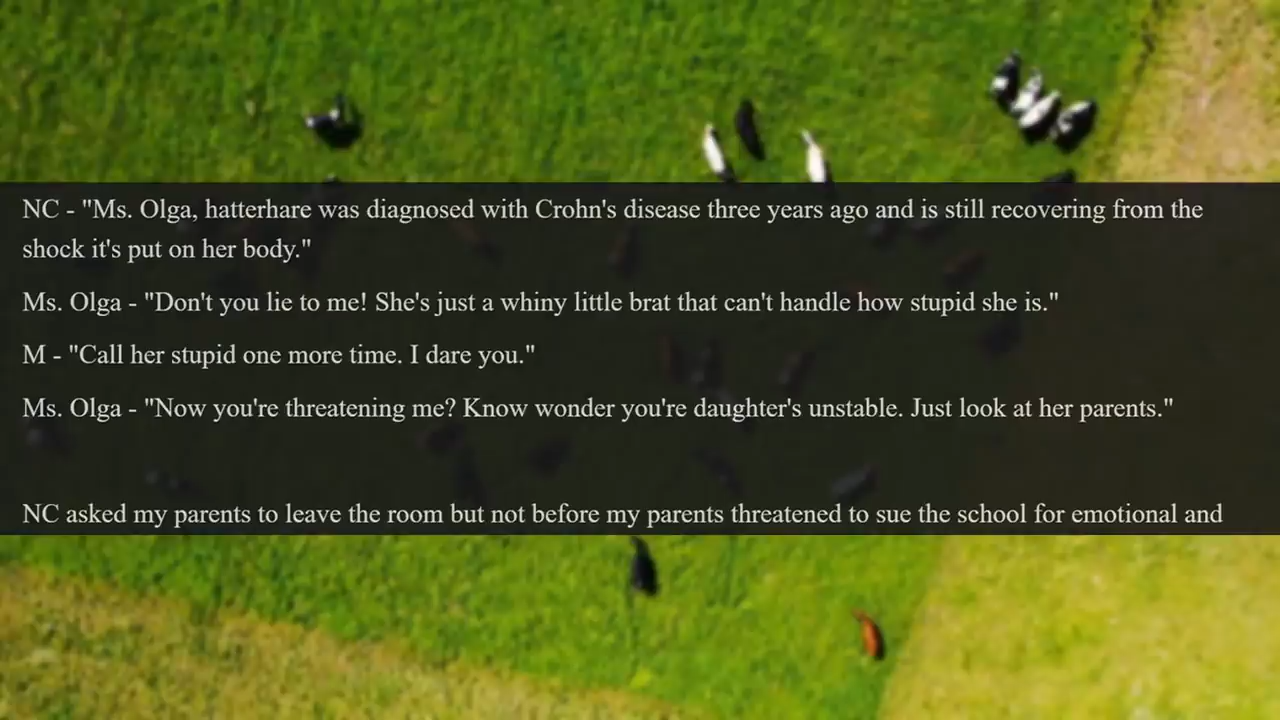 NC - "Ms. Olga, hatterhare was diagnosed with Crohn's disease three years ago and is still recovering from the
shock it's put on her body."
Ms. Olga - "Don't you lie to me! She's just a whiny little brat that can't handle how stupid she is."
M - "Call her stupid one more time. I dare you."
Ms. Olga - "Now you're threatening me? Know wonder you're daughter's unstable. Just look at her parents."
NC asked my parents to leave the room but not before my parents threatened to sue the school for emotional and